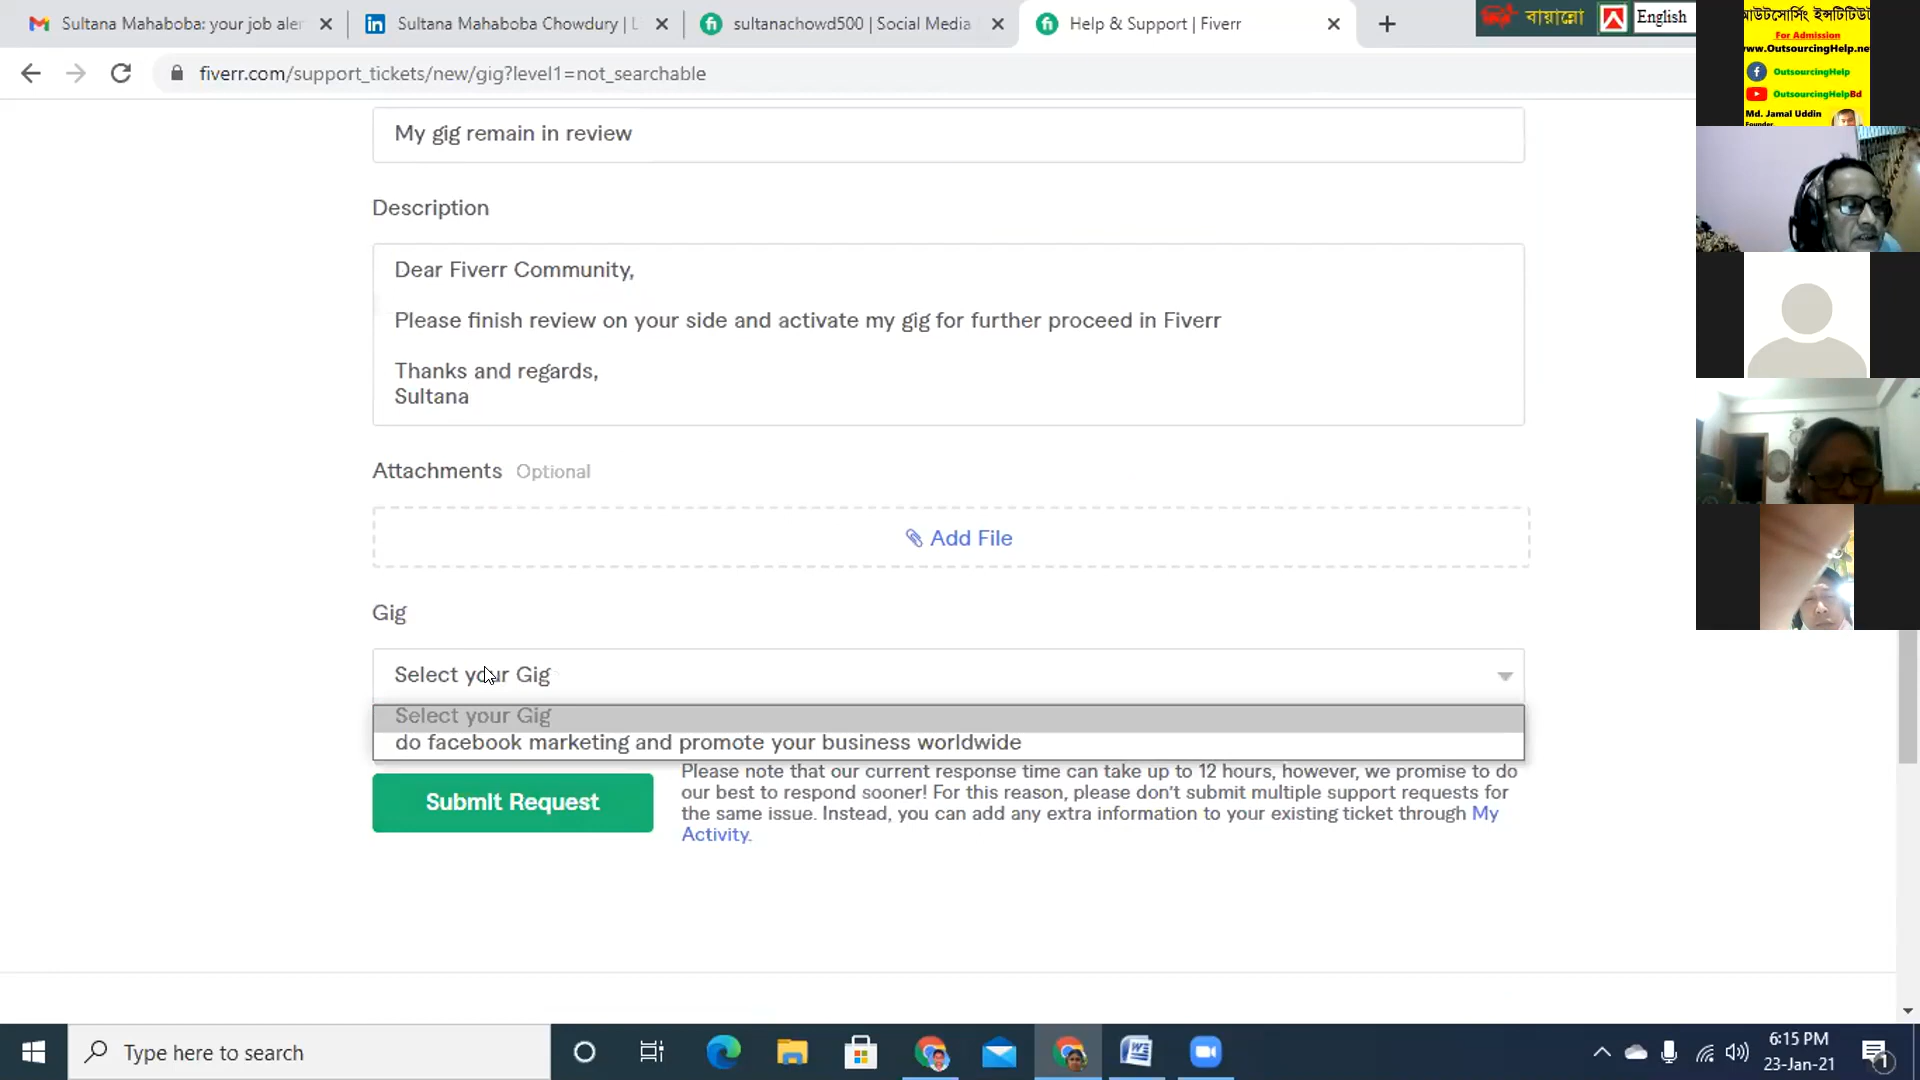 Sultana Mahaboba: your job aler
Sultana Mahaboba Chowdury | L
sultanachowd500 | Social Media
Help & Support | Fiverr
বায়ান্নো
English
fiverr.com/support_tickets/new/gig?level1=not_searchable
আউটসোর্সিং ইন্সটিটিউট
For Admission
www.OutsourcingHelp.ne
OutsourcingHelp
OutsourcingHelpBd
Md. Jamal Uddin
Founder,
My gig remain in review
Description
Dear Fiverr Community,
Please finish review on your side and activate my gig for further proceed in Fiverr
Thanks and regards,
Sultana
Attachments Optional
Add File
Gig
Select your Gig
Select your Gig
do facebook marketing and promote your business worldwide
Submit Request
Please note that our current response time can take up to 12 hours, however, we promise to do
our best to respond sooner! For this reason, please don't submit multiple support requests for
the same issue. Instead, you can add any extra information to your existing ticket through My
Activity.
Type here to search
6:15 PM
23-Jan-21
1